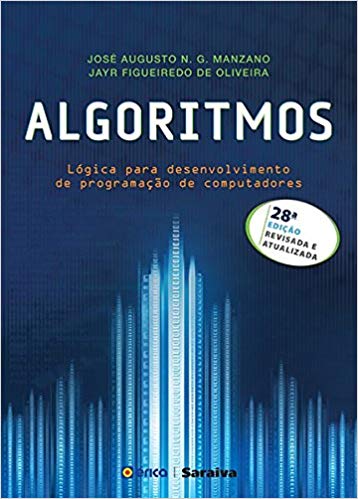 JOSÉ AUGUSTO N. G. MANZANO
JAYR FIGUEIREDO DE OLIVEIRA
ALGORITMOS
Lógica para desenvolvimento
de programação de computadores
28ª
EDIÇÃO
REVISADA E
ATUALIZADA
érica | Saraiva